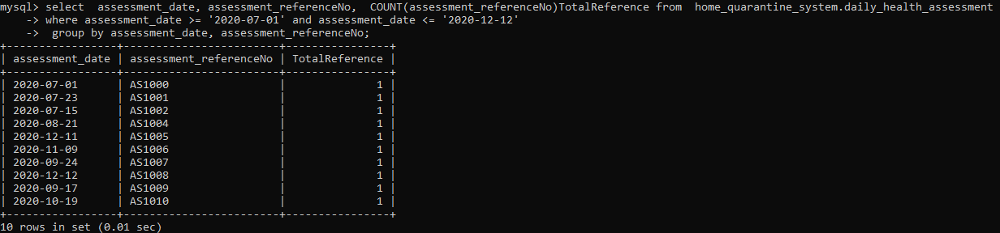 mysql> select  assessment_date, assessment_referenceNo,  COUNT(assessment_referenceNo)TotalReference from  home_quarantine_system.daily_health_assessment
    -> where assessment_date >= '2020-07-01' and assessment_date <= '2020-12-12'
    ->  group by assessment_date, assessment_referenceNo;
+-----------------+------------------------+----------------+
| assessment_date | assessment_referenceNo | TotalReference |
+-----------------+------------------------+----------------+
| 2020-07-01      | AS1000                 |              1 |
| 2020-07-23      | AS1001                 |              1 |
| 2020-07-15      | AS1002                 |              1 |
| 2020-08-21      | AS1004                 |              1 |
| 2020-12-11      | AS1005                 |              1 |
| 2020-11-09      | AS1006                 |              1 |
| 2020-09-24      | AS1007                 |              1 |
| 2020-12-12      | AS1008                 |              1 |
| 2020-09-17      | AS1009                 |              1 |
| 2020-10-19      | AS1010                 |              1 |
+-----------------+------------------------+----------------+
10 rows in set (0.01 sec)